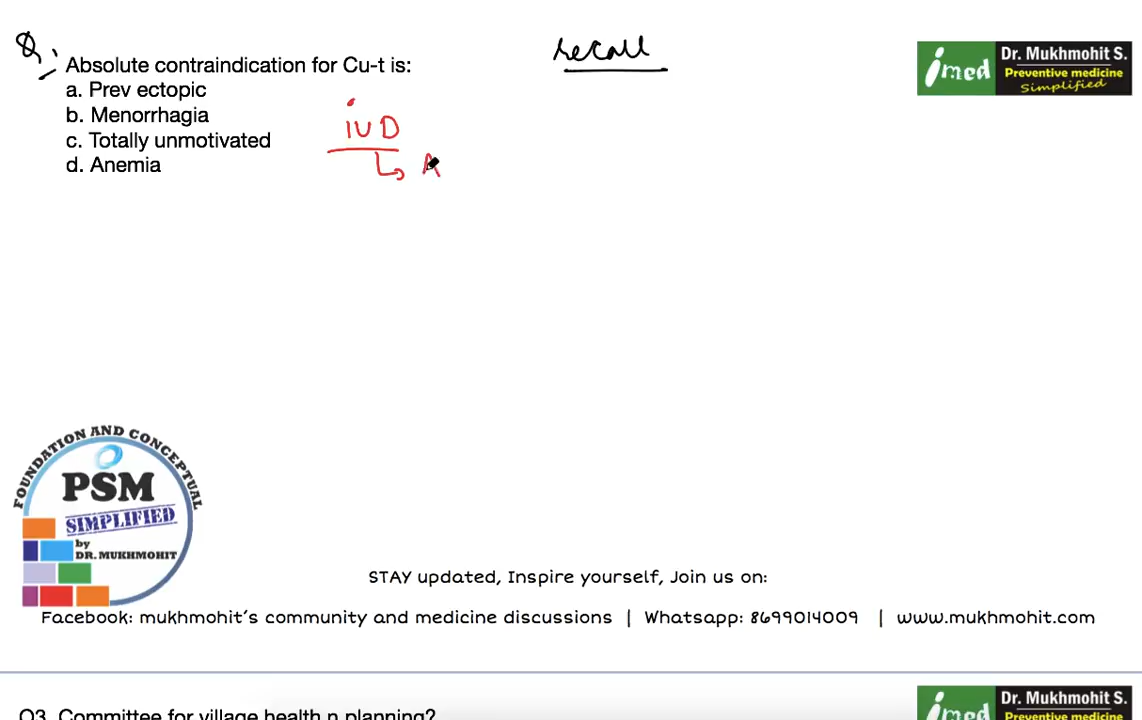 Q.
recall
Absolute contraindication for Cu-t is:
a. Prev ectopic
b. Menorrhagia
c. Totally unmotivated
d. Anemia
IUD
A
imed
Dr. Mukhmohit S.
Preventive medicine
Simplified
FOUNDATION AND CONCEPTUAL
PSM
SIMPLIFIED
by
DR. MUKHMOHIT
STAY updated, Inspire yourself, Join us on:
Facebook: mukhmohit's community and medicine discussions | Whatsapp: 8699014009 | www.mukhmohit.com
Q3. Committee for village health n planning?
imed
Dr. Mukhmohit S.
Preventive medicine